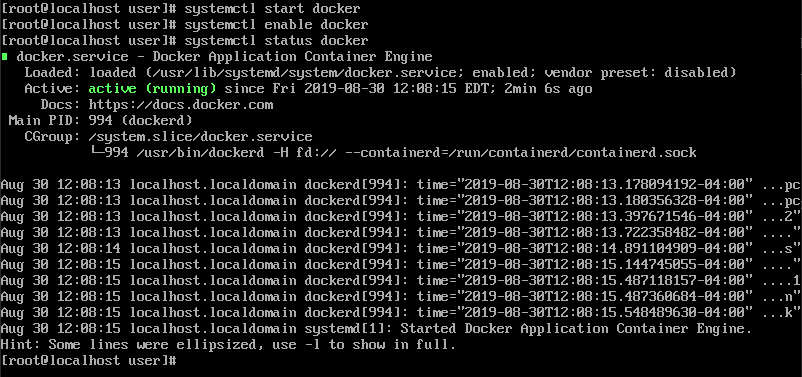 [root@localhost user]# systemctl start docker
[root@localhost user]# systemctl enable docker
[root@localhost user]# systemctl status docker
docker.service - Docker Application Container Engine
Loaded: loaded (/usr/lib/systemd/system/docker.service; enabled; vendor preset: disabled)
Active: active (running) since Fri 2019-08-30 12:08:15 EDT; 2min 6s ago
Docs: https://docs.docker.com
Main PID: 994 (dockerd)
CGroup: /system.slice/docker.service
└─994 /usr/bin/dockerd -H fd:// --containerd=/run/containerd/containerd.sock
Aug 30 12:08:13 localhost.localdomain dockerd[994]: time="2019-08-30T12:08:13.178094192-04:00" ...pc
Aug 30 12:08:13 localhost.localdomain dockerd[994]: time="2019-08-30T12:08:13.180356328-04:00" ...pc
Aug 30 12:08:13 localhost.localdomain dockerd[994]: time="2019-08-30T12:08:13.397671546-04:00" ...2"
Aug 30 12:08:13 localhost.localdomain dockerd[994]: time="2019-08-30T12:08:13.722358482-04:00" ...."
Aug 30 12:08:14 localhost.localdomain dockerd[994]: time="2019-08-30T12:08:14.891104909-04:00" ...s"
Aug 30 12:08:15 localhost.localdomain dockerd[994]: time="2019-08-30T12:08:15.144745055-04:00" ...."
Aug 30 12:08:15 localhost.localdomain dockerd[994]: time="2019-08-30T12:08:15.487118157-04:00" ....1
Aug 30 12:08:15 localhost.localdomain dockerd[994]: time="2019-08-30T12:08:15.487360684-04:00" ...n"
Aug 30 12:08:15 localhost.localdomain dockerd[994]: time="2019-08-30T12:08:15.548489630-04:00" ...k"
Aug 30 12:08:15 localhost.localdomain systemd[1]: Started Docker Application Container Engine.
Hint: Some lines were ellipsized, use -l to show in full.
[root@localhost user]#